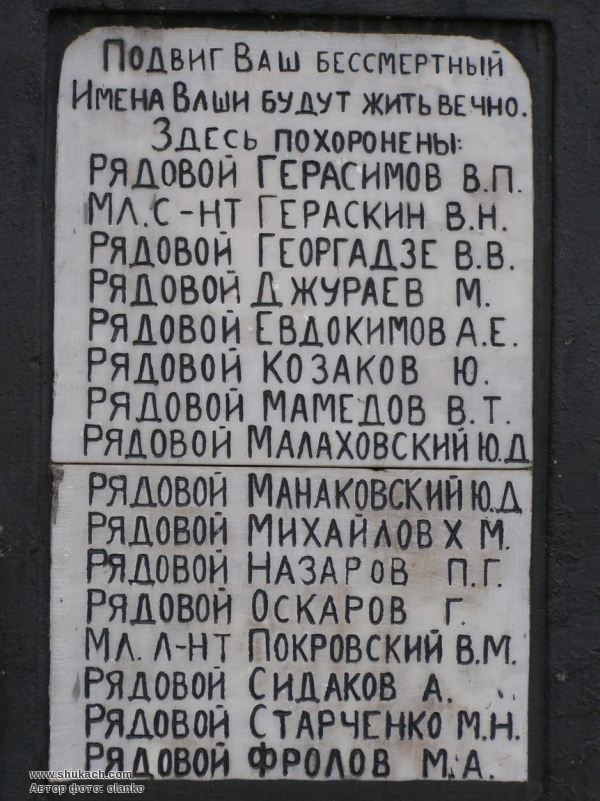 Подвиг Ваш бессмертный
Имена Ваши будут жить вечно.
Здесь похоронены:
Рядовой Герасимов В.П.
Мл. с-нт Гераскин В.Н.
Рядовой Георгадзе В.В.
Рядовой Джураев М.
Рядовой Евдокимов А.Е.
Рядовой Козаков Ю.
Рядовой Мамедов В.Т.
Рядовой Малаховский Ю.Д
Рядовой Манаковский Ю.Д
Рядовой Михайлов Х М.
Рядовой Назаров П.Г.
Рядовой Оскаров Г.
Мл. л-нт Покровский В.М.
Рядовой Сидаков А.
Рядовой Старченко М.Н.
Рядовой Фролов М.А.
www.shukach.com
Автор фото: olanko